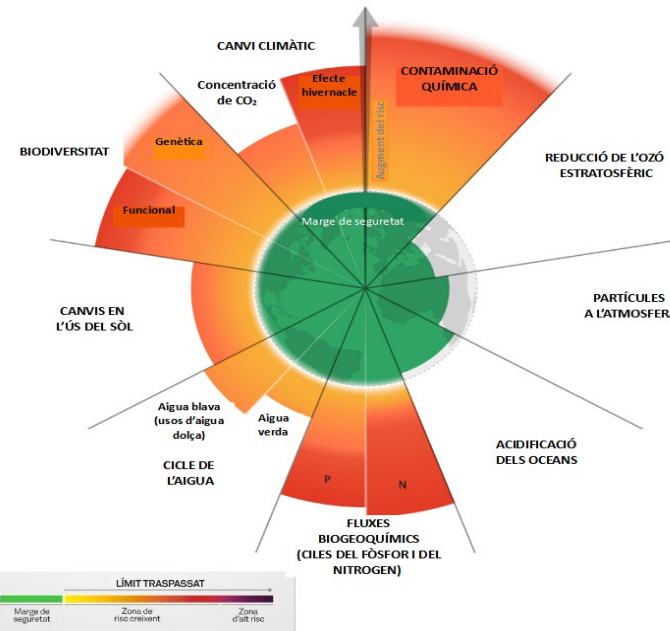 CANVI CLIMÀTIC
Concentració
de CO₂
Efecte
hivernacle
Augment del risc
CONTAMINACIÓ
QUÍMICA
BIODIVERSITAT
Genètica
Funcional
REDUCCIÓ DE L'OZÓ
ESTRATOSFÈRIC
Marge de seguretat
CANVIS EN
L'ÚS DEL SÒL
PARTÍCULES
A L'ATMOSFERA
Aigua blava
(usos d'aigua
dolça)
Aigua
verda
CICLE DE
L'AIGUA
ACIDIFICACIÓ
DELS OCEANS
P
N
FLUXES
BIOGEOQUÍMICS
(CILES DEL FÒSFOR I DEL
NITROGEN)
LÍMIT TRASPASSAT
Marge de
seguretat
Zona de
risc creixent
Zona
d'alt risc